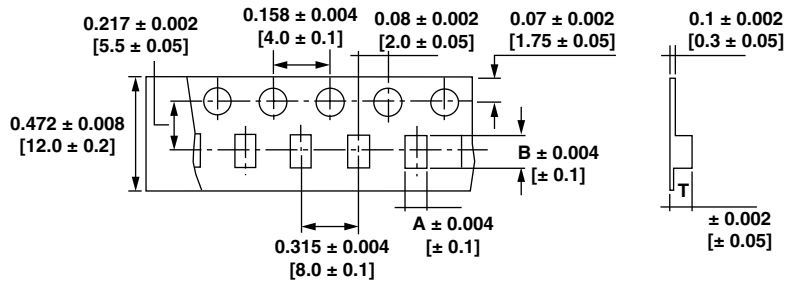 0.217 ± 0.002
[5.5 ± 0.05]
0.158 ± 0.004
[4.0 ± 0.1]
0.08 ± 0.002
[2.0 ± 0.05]
0.07 ± 0.002
[1.75 ± 0.05]
0.1 ± 0.002
[0.3 ± 0.05]
0.472 ± 0.008
[12.0 ± 0.2]
B ± 0.004
[± 0.1]
T
A ± 0.004
[± 0.1]
± 0.002
[± 0.05]
0.315 ± 0.004
[8.0 ± 0.1]